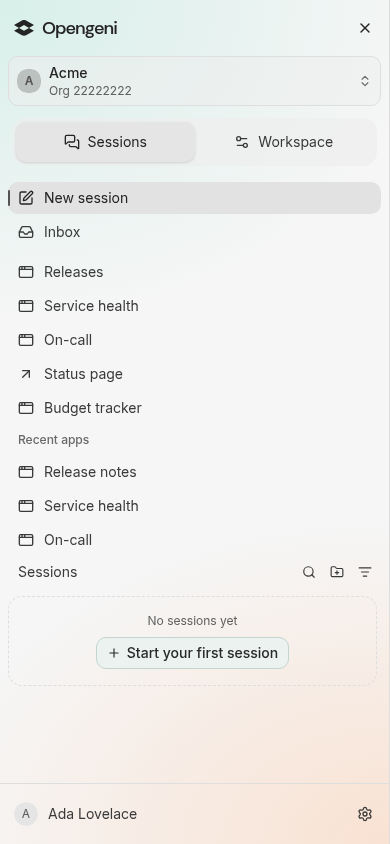 Opengeni
A
Acme
Org 22222222
Sessions
Workspace
New session
Inbox
Releases
Service health
On-call
Status page
Budget tracker
Recent apps
Release notes
Service health
On-call
Sessions
No sessions yet
Start your first session
A
Ada Lovelace